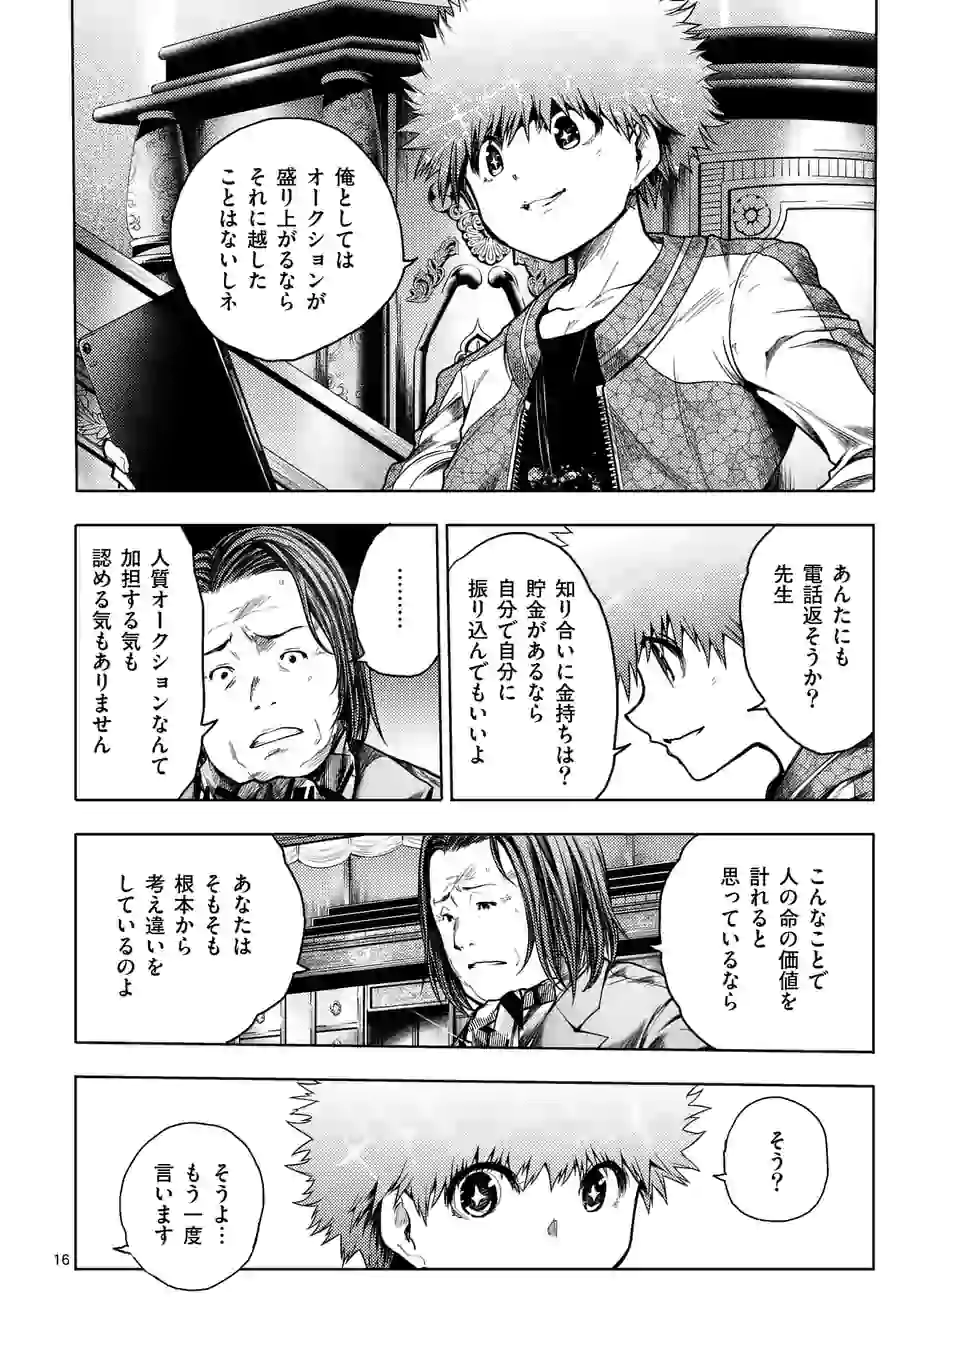 俺としては
オークションが
盛り上がるなら
それに越した
ことはないしネ
あんたにも
電話返そうか？
先生
知り合いに金持ちは？
貯金があるなら
自分で自分に
振り込んでもいいよ
………
人質オークションなんて
加担する気も
認める気もありません
こんなことで
人の命の価値を
計れると
思っているなら
あなたは
そもそも
根本から
考え違いを
しているのよ
そう？
そうよ…
もう一度
言います
16